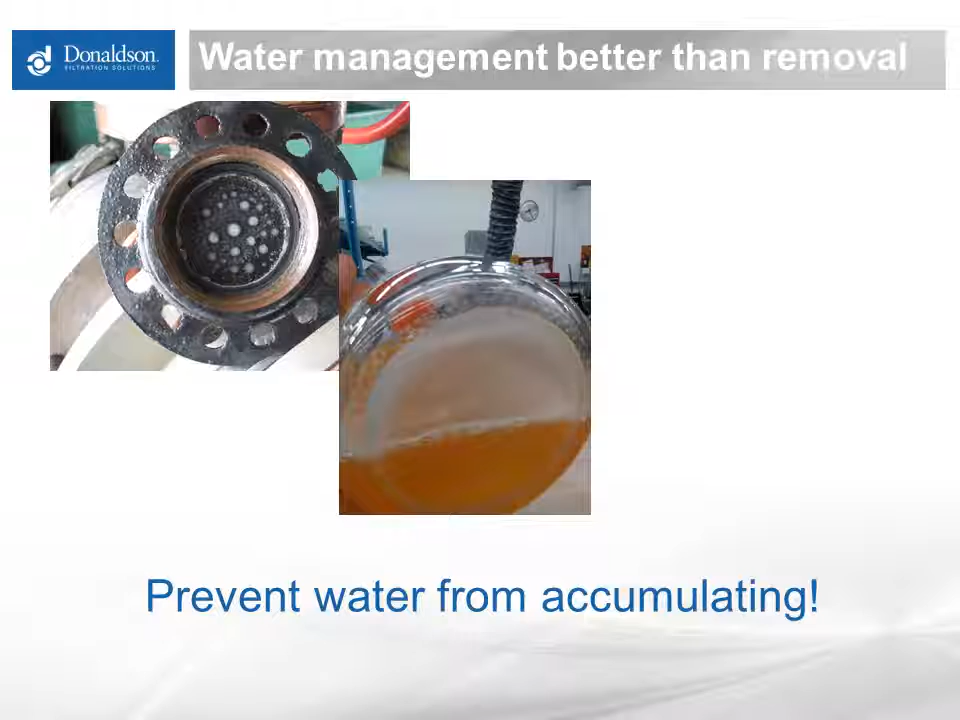 Donaldson.
FILTRATION SOLUTIONS
Water management better than removal
Prevent water from accumulating!